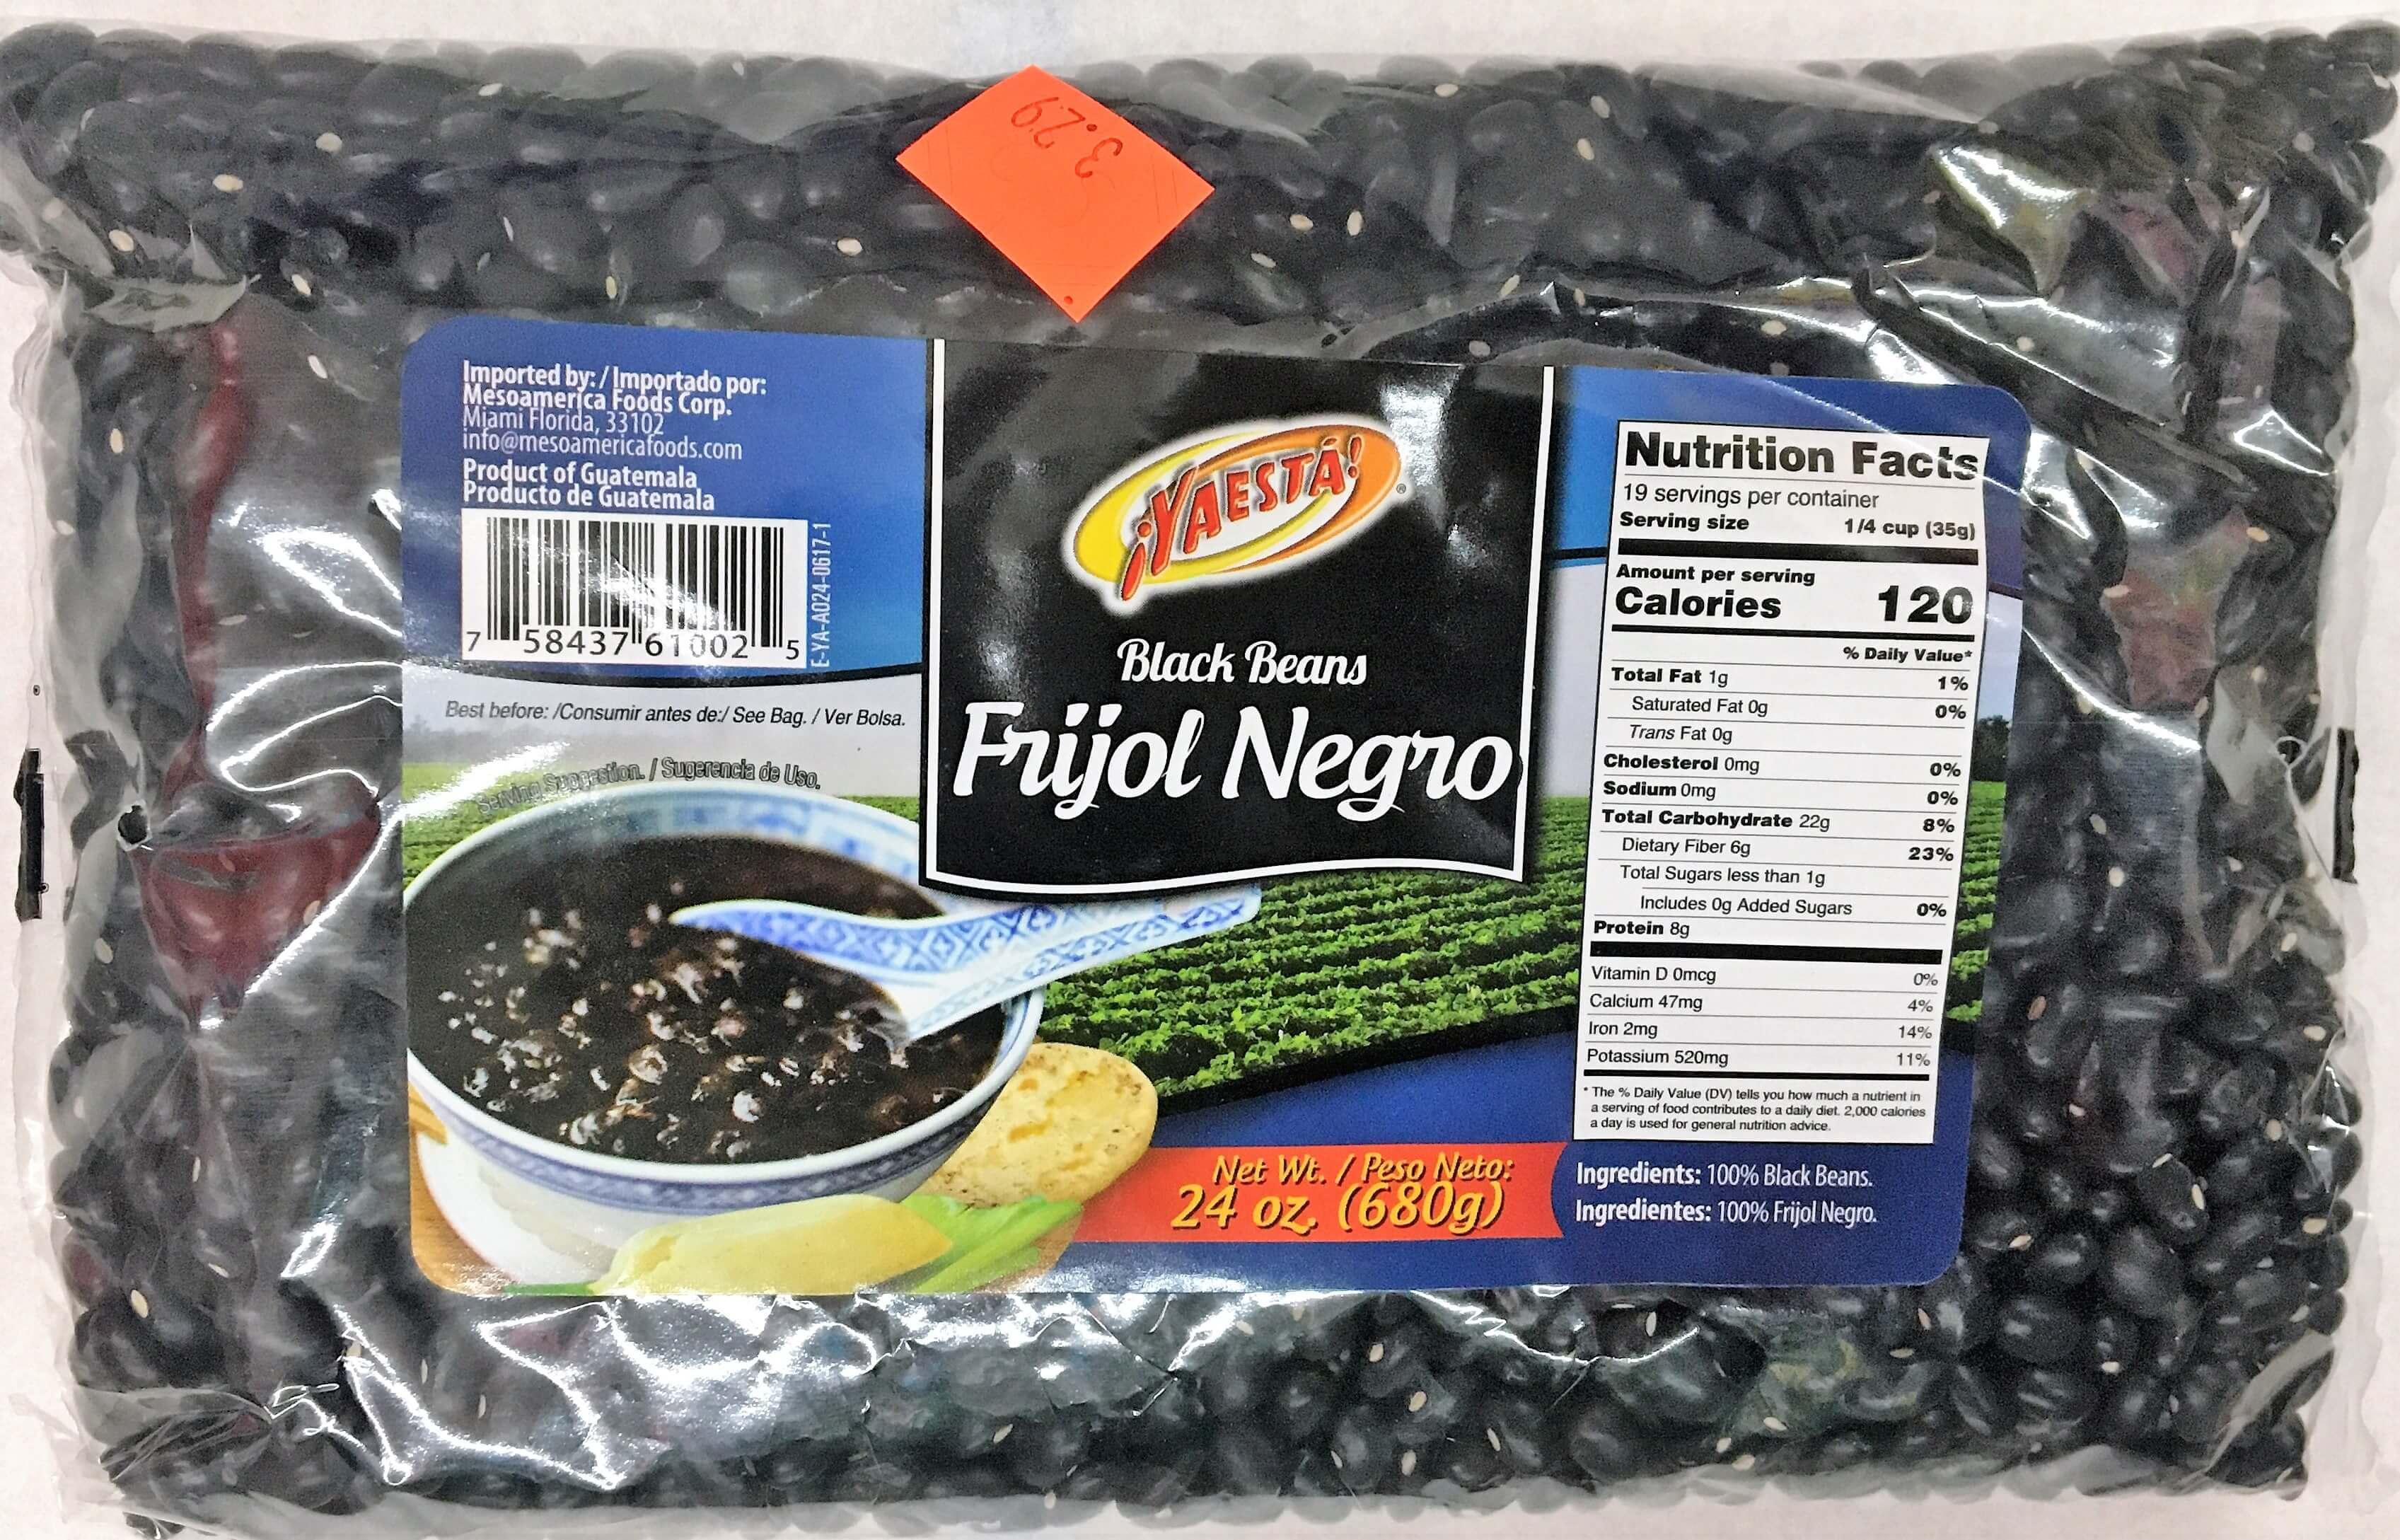 3.29
Imported by: / Importado por:
Mesoamerica Foods Corp.
Miami Florida, 33102
info@mesoamericafoods.com
Product of Guatemala
Producto de Guatemala
7 58437 61002 5
E-YA-A024-0617-1
Best before: /Consumir antes de:/ See Bag. / Ver Bolsa.
Serving Suggestion. / Sugerencia de Uso.
¡YAESTÁ!®
Black Beans
Frijol Negro
Net Wt. / Peso Neto:
24 oz. (680g)
Nutrition Facts
19 servings per container
Serving size 1/4 cup (35g)
Amount per serving
Calories 120
% Daily Value*
Total Fat 1g 1%
Saturated Fat 0g 0%
Trans Fat 0g
Cholesterol 0mg 0%
Sodium 0mg 0%
Total Carbohydrate 22g 8%
Dietary Fiber 6g 23%
Total Sugars less than 1g
Includes 0g Added Sugars 0%
Protein 8g
Vitamin D 0mcg 0%
Calcium 47mg 4%
Iron 2mg 14%
Potassium 520mg 11%
* The % Daily Value (DV) tells you how much a nutrient in
a serving of food contributes to a daily diet. 2,000 calories
a day is used for general nutrition advice.
Ingredients: 100% Black Beans.
Ingredientes: 100% Frijol Negro.